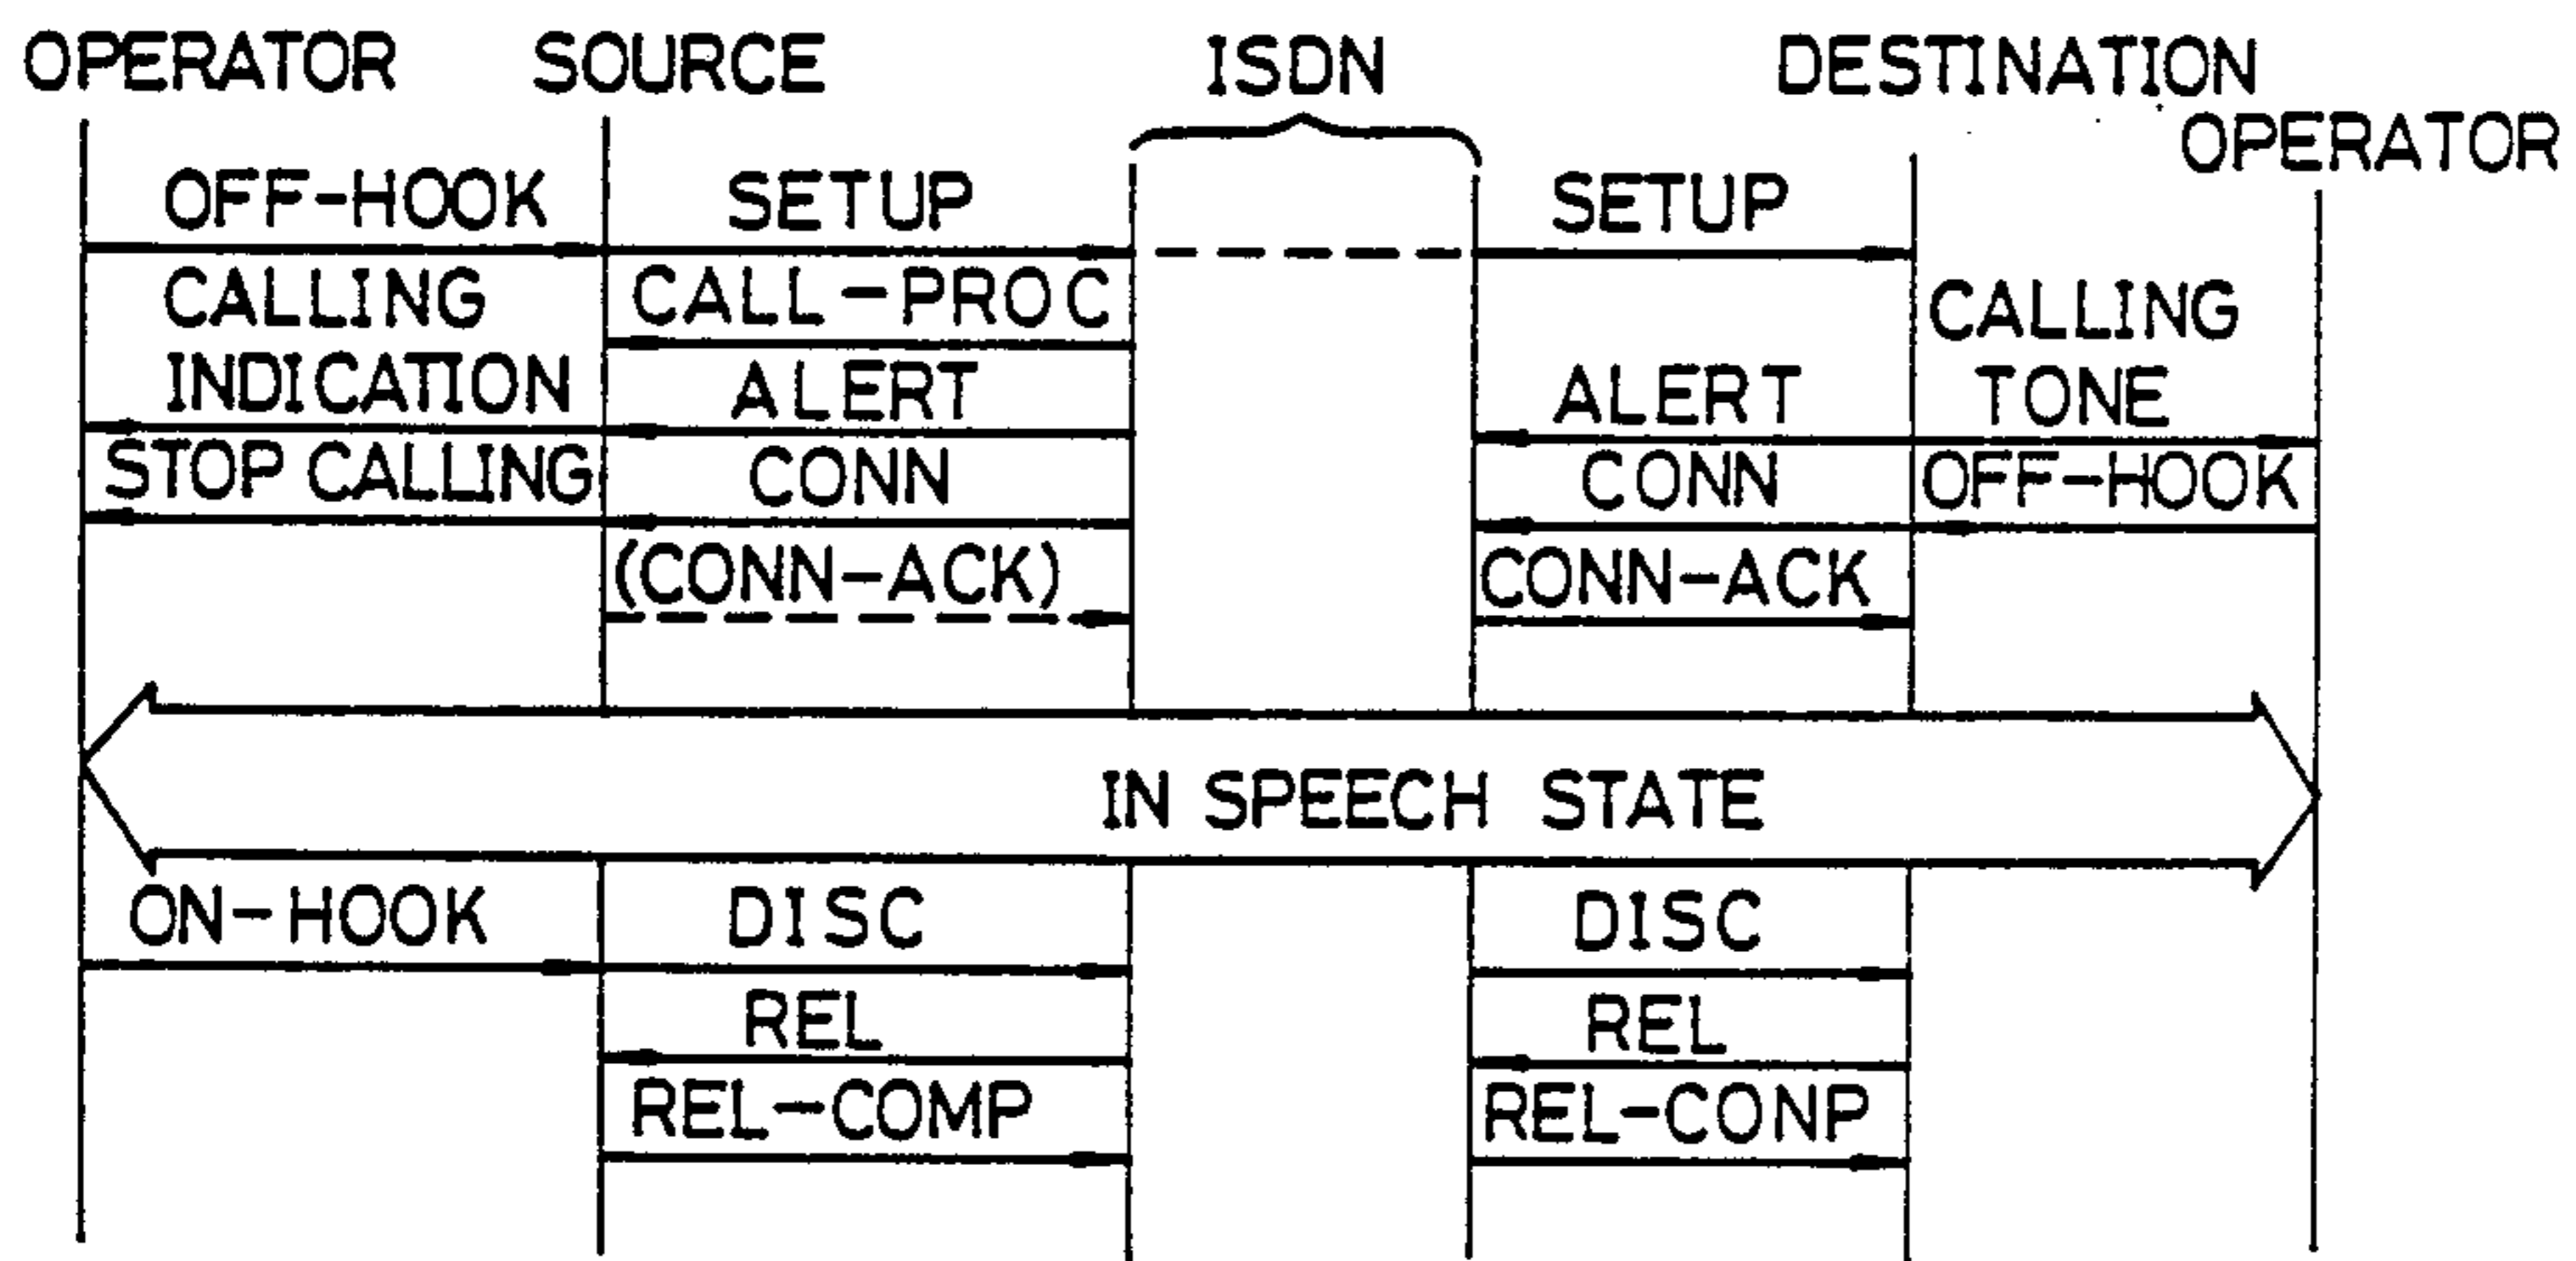 OPERATOR SOURCE ISDN DESTINATION
OPERATOR
OFF-HOOK SETUP SETUP
CALLING CALL-PROC CALLING
INDICATION ALERT ALERT TONE
STOP CALLING CONN CONN OFF-HOOK
(CONN-ACK) CONN-ACK
IN SPEECH STATE
ON-HOOK DISC DISC
REL REL
REL-COMP REL-CONP